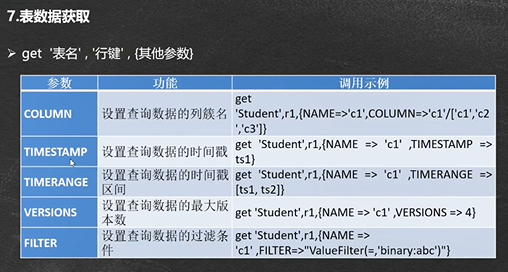 7.表数据获取
➢ get '表名' , '行键' , {其他参数}
参数 功能 调用示例
COLUMN 设置查询数据的列簇名 get
'Student',r1,{NAME=>'c1',COLUMN=>'c1'/['c1','c2
','c3']}
TIMESTAMP 设置查询数据的时间戳 get 'Student',r1,{NAME => 'c1' ,TIMESTAMP =>
ts1}
TIMERANGE 设置查询数据的时间戳
区间 get 'Student',r1,{NAME => 'c1' ,TIMERANGE =>
[ts1, ts2]}
VERSIONS 设置查询数据的最大版
本数 get 'Student',r1,{NAME => 'c1' ,VERSIONS => 4}
FILTER 设置查询数据的过滤条
件 get 'Student',r1,{NAME =>
'c1' ,FILTER=>"ValueFilter(=,'binary:abc')"}